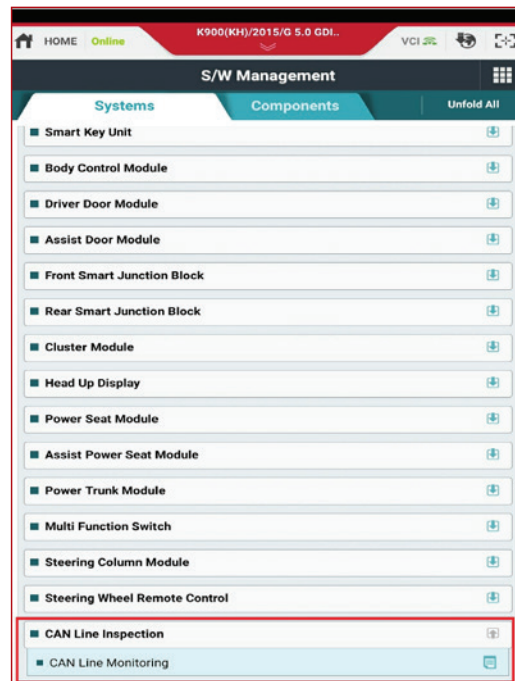 K900(KH)/2015/G 5.0 GDI..
HOME Online VCI
S/W Management
Systems Components Unfold All
Smart Key Unit
Body Control Module
Driver Door Module
Assist Door Module
Front Smart Junction Block
Rear Smart Junction Block
Cluster Module
Head Up Display
Power Seat Module
Assist Power Seat Module
Power Trunk Module
Multi Function Switch
Steering Column Module
Steering Wheel Remote Control
CAN Line Inspection
CAN Line Monitoring